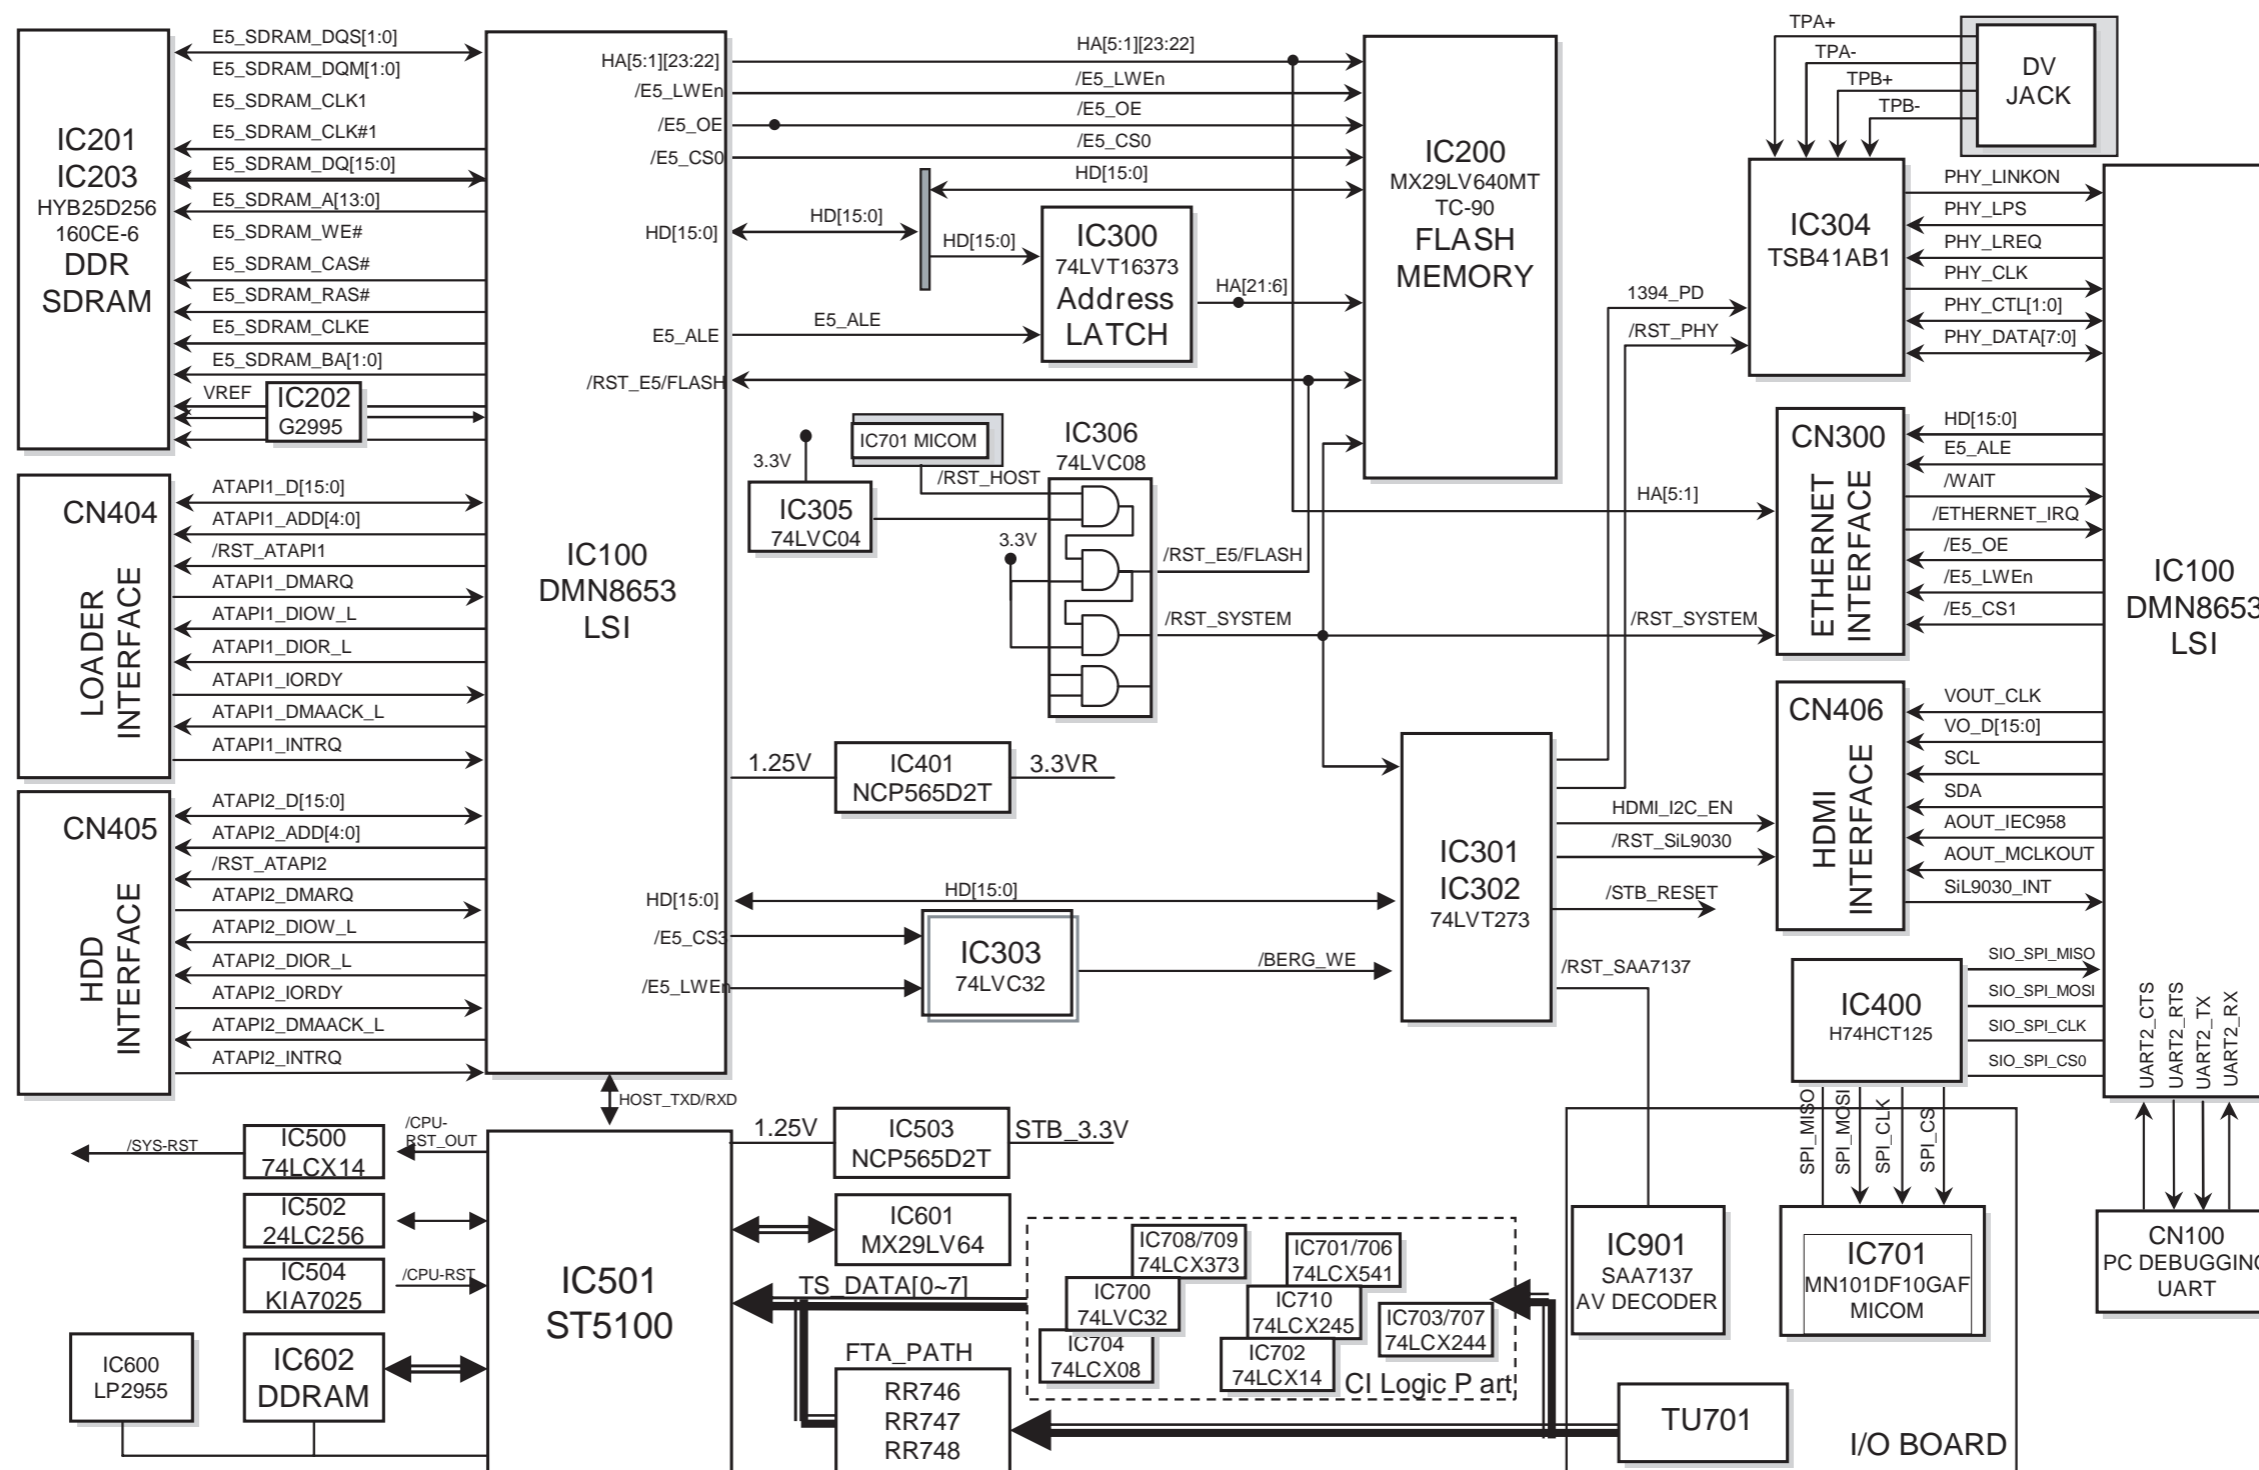 E5_SDRAM_DQS[1:0]
E5_SDRAM_DQM[1:0]
E5_SDRAM_CLK1
E5_SDRAM_CLK#1
E5_SDRAM_DQ[15:0]
E5_SDRAM_A[13:0]
E5_SDRAM_WE#
E5_SDRAM_CAS#
E5_SDRAM_RAS#
E5_SDRAM_CLKE
E5_SDRAM_BA[1:0]
VREF
IC201
IC203
HYB25D256
160CE-6
DDR
SDRAM
IC202
G2995
CN404
LOADER
INTERFACE
ATAPI1_D[15:0]
ATAPI1_ADD[4:0]
/RST_ATAPI1
ATAPI1_DMARQ
ATAPI1_DIOW_L
ATAPI1_DIOR_L
ATAPI1_IORDY
ATAPI1_DMAACK_L
ATAPI1_INTRQ
CN405
HDD
INTERFACE
ATAPI2_D[15:0]
ATAPI2_ADD[4:0]
/RST_ATAPI2
ATAPI2_DMARQ
ATAPI2_DIOW_L
ATAPI2_DIOR_L
ATAPI2_IORDY
ATAPI2_DMAACK_L
ATAPI2_INTRQ
HA[5:1][23:22]
/E5_LWEn
/E5_OE
/E5_CS0
HD[15:0]
E5_ALE
/RST_E5/FLASH
IC100
DMN8653
LSI
HD[15:0]
/E5_CS3
/E5_LWEn
HA[5:1][23:22]
/E5_LWEn
/E5_OE
/E5_CS0
HD[15:0]
HD[15:0]
HD[15:0]
E5_ALE
IC300
74LVT16373
Address
LATCH
HA[21:6]
IC200
MX29LV640MT
TC-90
FLASH
MEMORY
IC701 MICOM
/RST_HOST
3.3V
IC305
74LVC04
IC306
74LVC08
3.3V
/RST_E5/FLASH
/RST_SYSTEM
HA[5:1]
/RST_SYSTEM
1.25V
IC401
NCP565D2T
3.3VR
HD[15:0]
IC303
74LVC32
/BERG_WE
IC301
IC302
74LVT273
1394_PD
/RST_PHY
HDMI_I2C_EN
/RST_SiL9030
/STB_RESET
/RST_SAA7137
TPA+
TPA-
TPB+
TPB-
DV
JACK
IC304
TSB41AB1
PHY_LINKON
PHY_LPS
PHY_LREQ
PHY_CLK
PHY_CTL[1:0]
PHY_DATA[7:0]
CN300
ETHERNET
INTERFACE
HD[15:0]
E5_ALE
/WAIT
/ETHERNET_IRQ
/E5_OE
/E5_LWEn
/E5_CS1
IC100
DMN8653
LSI
CN406
HDMI
INTERFACE
VOUT_CLK
VO_D[15:0]
SCL
SDA
AOUT_IEC958
AOUT_MCLKOUT
SiL9030_INT
IC400
H74HCT125
SIO_SPI_MISO
SIO_SPI_MOSI
SIO_SPI_CLK
SIO_SPI_CS0
UART2_CTS
UART2_RTS
UART2_TX
UART2_RX
SPI_MISO
SPI_MOSI
SPI_CLK
SPI_CS
CN100
PC DEBUGGING
UART
IC701
MN101DF10GAF
MICOM
IC901
SAA7137
AV DECODER
TU701
I/O BOARD
HOST_TXD/RXD
/SYS-RST
IC500
74LCX14
/CPU-
RST_OUT
IC502
24LC256
IC504
KIA7025
/CPU-RST
IC600
LP2955
IC602
DDRAM
IC501
ST5100
1.25V
IC503
NCP565D2T
STB_3.3V
IC601
MX29LV64
TS_DATA[0~7]
FTA_PATH
RR746
RR747
RR748
IC708/709
74LCX373
IC700
74LVC32
IC704
74LCX08
IC701/706
74LCX541
IC710
74LCX245
IC702
74LCX14
IC703/707
74LCX244
CI Logic P art